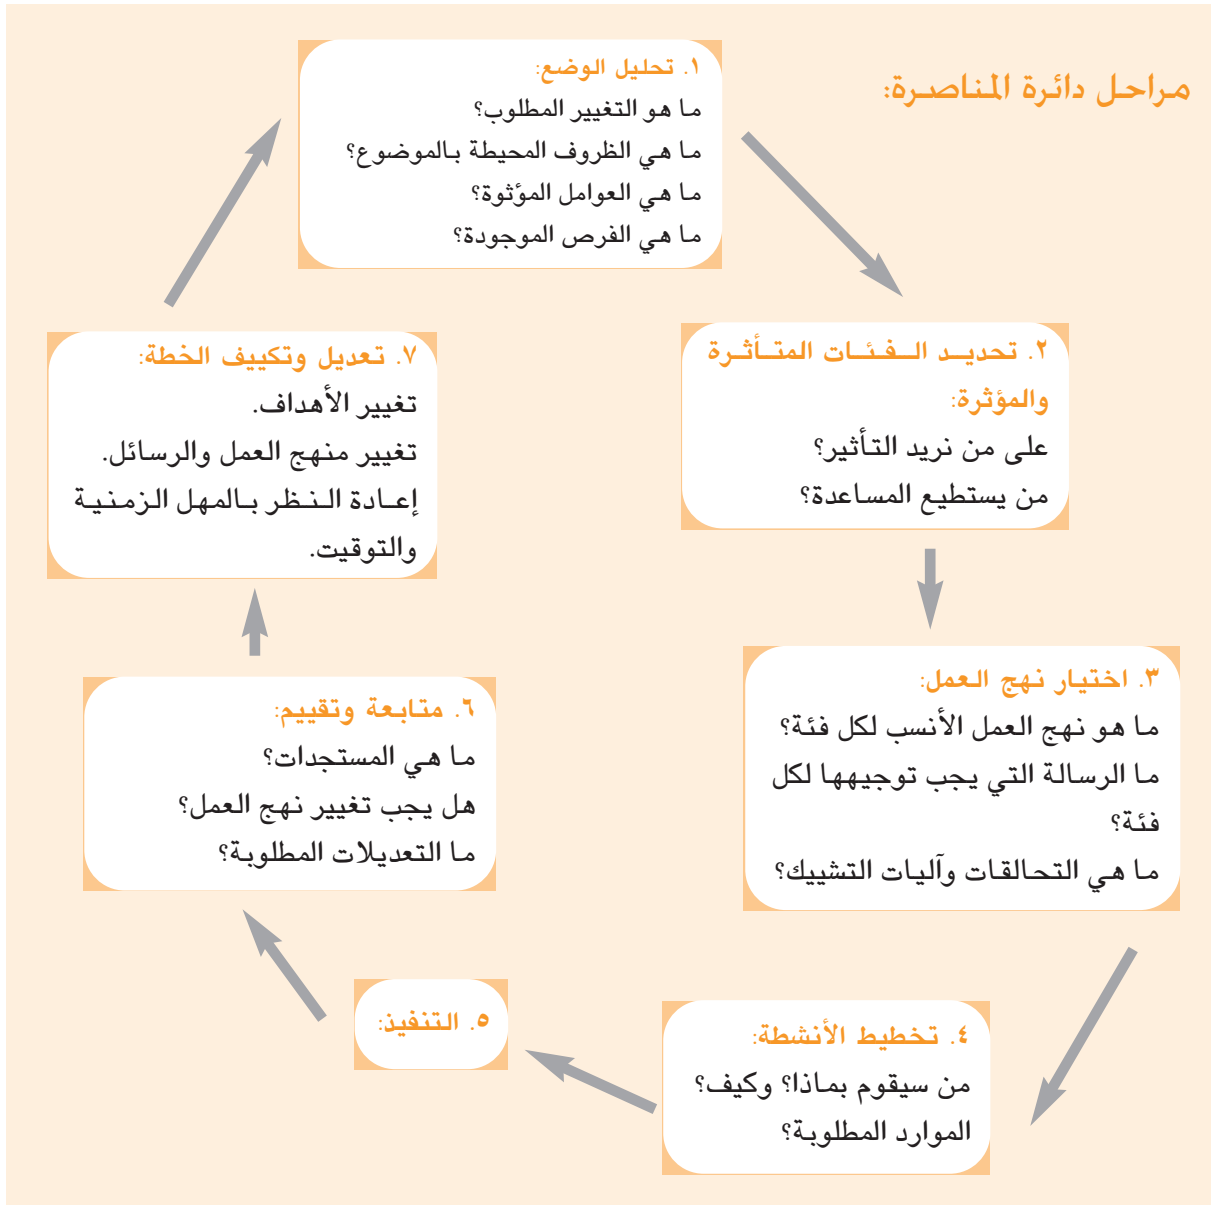 مراحل دائرة المناصرة:
١. تحليل الوضع:
ما هو التغيير المطلوب؟
ما هي الظروف المحيطة بالموضوع؟
ما هي العوامل المؤثوة؟
ما هي الفرص الموجودة؟
٢. تحديد الفئات المتأثرة
والمؤثرة:
على من نريد التأثير؟
من يستطيع المساعدة؟
٣. اختيار نهج العمل:
ما هو نهج العمل الأنسب لكل فئة؟
ما الرسالة التي يجب توجيهها لكل
فئة؟
ما هي التحالقات وآليات التشييك؟
٤. تخطيط الأنشطة:
من سيقوم بماذا؟ وكيف؟
الموارد المطلوبة؟
٥. التنفيذ:
٦. متابعة وتقييم:
ما هي المستجدات؟
هل يجب تغيير نهج العمل؟
ما التعديلات المطلوبة؟
٧. تعديل وتكييف الخطة:
تغيير الأهداف.
تغيير منهج العمل والرسائل.
إعادة النظر بالمهل الزمنية
والتوقيت.